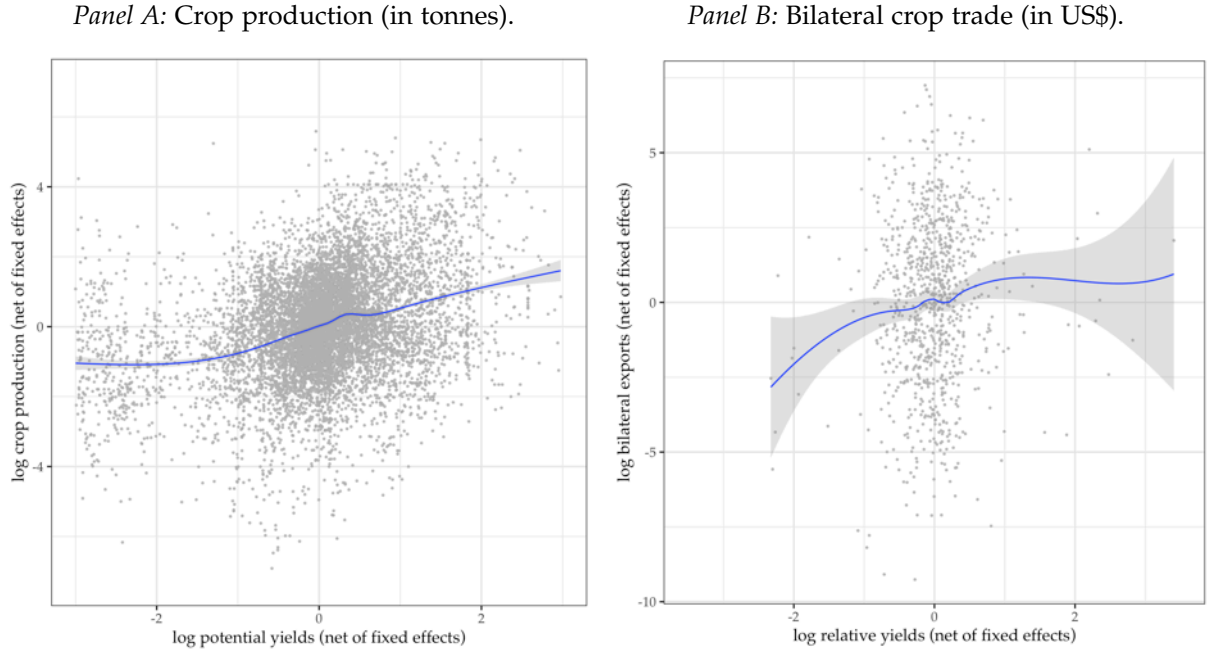 Panel A: Crop production (in tonnes).
log crop production (net of fixed effects)
4
0
-4
-2
0
2
log potential yields (net of fixed effects)
Panel B: Bilateral crop trade (in US$).
log bilateral exports (net of fixed effects)
5
0
-5
-10
-2
0
2
log relative yields (net of fixed effects)